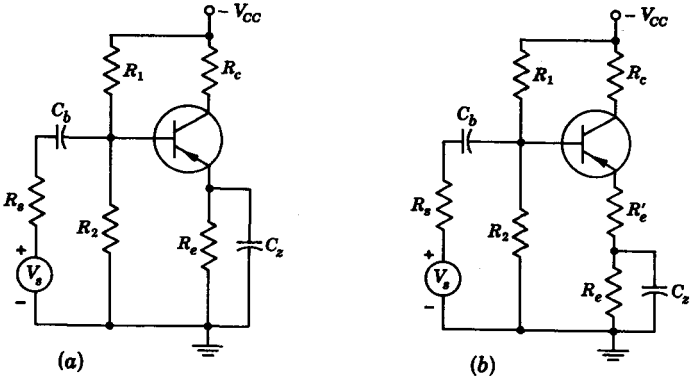 - V_CC
R_1
R_c
C_b
R_s
R_2
R_e
C_z
+
V_s
-
(a)
- V_CC
R_1
R_c
C_b
R_s
R_2
R'_e
R_e
C_z
+
V_s
-
(b)